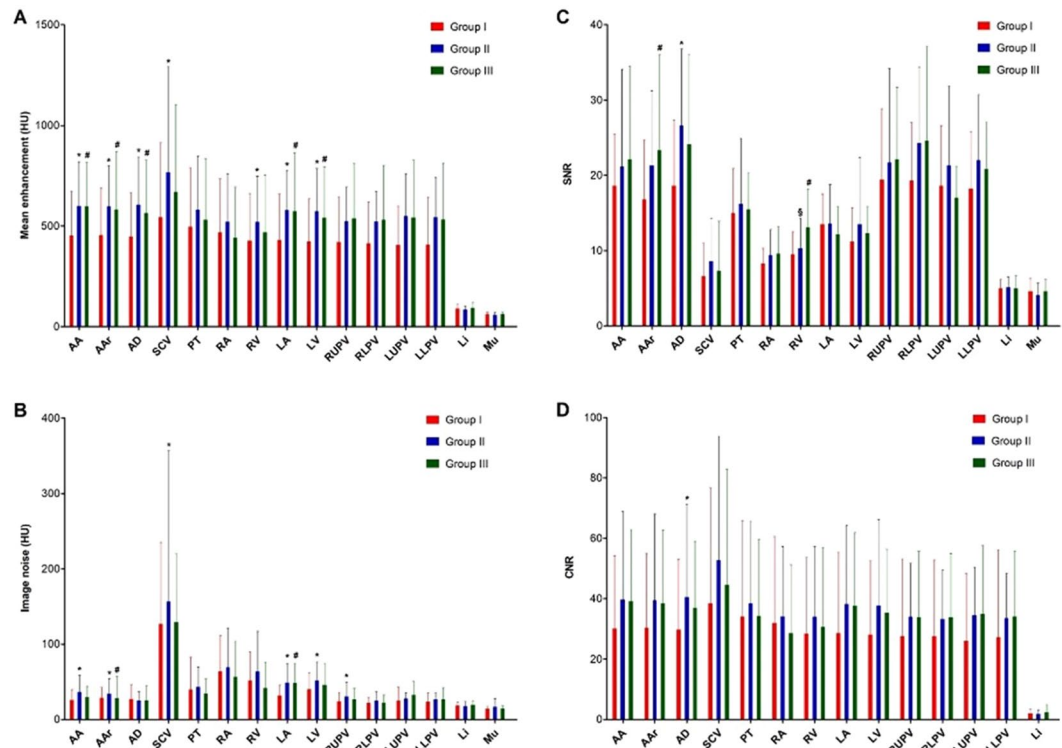 A
Mean enhancement (HU)
1500
1000
500
0
Group I
Group II
Group III
* # * # * # * * * # * #
AA AAr AD SCV PT RA RV LA LV RUPV RLPV LUPV LLPV Li Mu
C
SNR
40
30
20
10
0
Group I
Group II
Group III
# * § #
AA AAr AD SCV PT RA RV LA LV RUPV RLPV LUPV LLPV Li Mu
B
Image noise (HU)
400
300
200
100
0
Group I
Group II
Group III
* * # * * # * *
AA AAr AD SCV PT RA RV LA LV RUPV RLPV LUPV LLPV Li Mu
D
CNR
100
80
60
40
20
0
Group I
Group II
Group III
*
AA AAr AD SCV PT RA RV LA LV RUPV RLPV LUPV LLPV Li